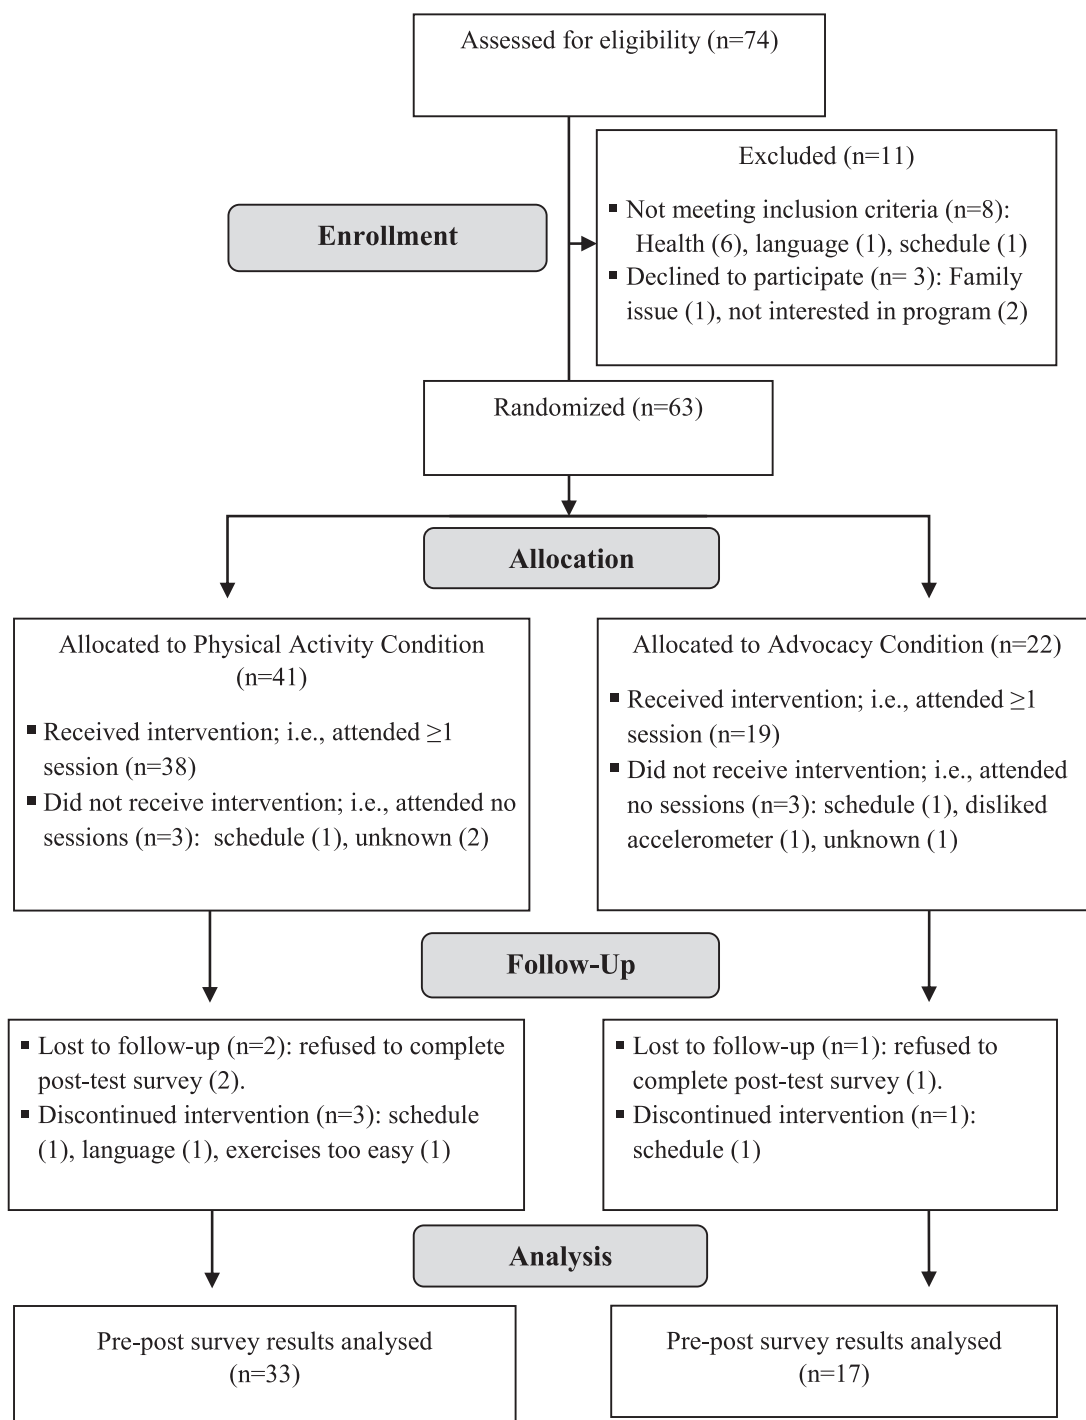 Assessed for eligibility (n=74)
Excluded (n=11)
▪ Not meeting inclusion criteria (n=8):
Health (6), language (1), schedule (1)
▪ Declined to participate (n= 3): Family
issue (1), not interested in program (2)
Enrollment
Randomized (n=63)
Allocation
Allocated to Physical Activity Condition
(n=41)
▪ Received intervention; i.e., attended ≥1
session (n=38)
▪ Did not receive intervention; i.e., attended no
sessions (n=3): schedule (1), unknown (2)
Allocated to Advocacy Condition (n=22)
▪ Received intervention; i.e., attended ≥1
session (n=19)
▪ Did not receive intervention; i.e., attended
no sessions (n=3): schedule (1), disliked
accelerometer (1), unknown (1)
Follow-Up
▪ Lost to follow-up (n=2): refused to complete
post-test survey (2).
▪ Discontinued intervention (n=3): schedule
(1), language (1), exercises too easy (1)
▪ Lost to follow-up (n=1): refused to
complete post-test survey (1).
▪ Discontinued intervention (n=1):
schedule (1)
Analysis
Pre-post survey results analysed
(n=33)
Pre-post survey results analysed
(n=17)